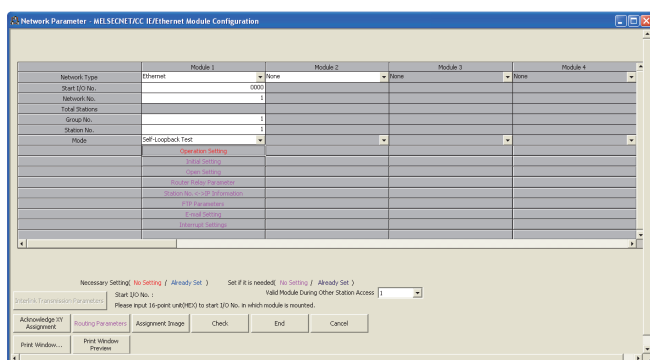 Network Parameter - MELSECNET/CC IE/Ethernet Module Configuration
Module 1 Module 2 Module 3 Module 4
Network Type Ethernet None None None
Start I/O No. 0000
Network No. 1
Total Stations
Group No. 1
Station No. 1
Mode Self-Loopback Test
Operation Setting
Initial Setting
Open Setting
Router Relay Parameter
Station No.<->IP Information
FTP Parameters
E-mail Setting
Interrupt Settings
Necessary Setting( No Setting / Already Set ) Set if it is needed( No Setting / Already Set )
Interlink Transmission Parameters Start I/O No. : Valid Module During Other Station Access 1
Please input 16-point unit(HEX) to start I/O No. in which module is mounted.
Acknowledge XY Assignment Routing Parameters Assignment Image Check End Cancel
Print Window... Print Window Preview